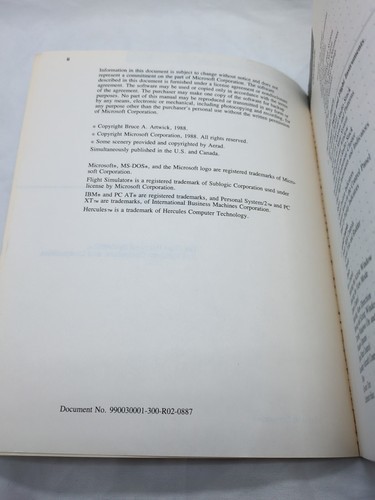 ii
Information in this document is subject to change without notice and does not
represent a commitment on the part of Microsoft Corporation. The software
described in this document is furnished under a license agreement or
agreement. The software may be used or copied only in accordance with the terms
of the agreement. The purchaser may make one copy of the software for backup
purposes. No part of this manual may be reproduced or transmitted in any form or
by any means, electronic or mechanical, including photocopying and recording, for
any purpose other than the purchaser's personal use without the written permission
of Microsoft Corporation.
© Copyright Bruce A. Artwick, 1988.
© Copyright Microsoft Corporation, 1988. All rights reserved.
© Some scenery provided and copyrighted by Aerad.
Simultaneously published in the U.S. and Canada.
Microsoft®, MS-DOS®, and the Microsoft logo are registered trademarks of Micro-
soft Corporation.
Flight Simulator® is a registered trademark of Sublogic Corporation used under
license by Microsoft Corporation.
IBM® and PC AT® are registered trademarks, and Personal System/2™ and PC
XT™ are trademarks, of International Business Machines Corporation.
Hercules™ is a trademark of Hercules Computer Technology.
Document No. 990030001-300-R02-0887